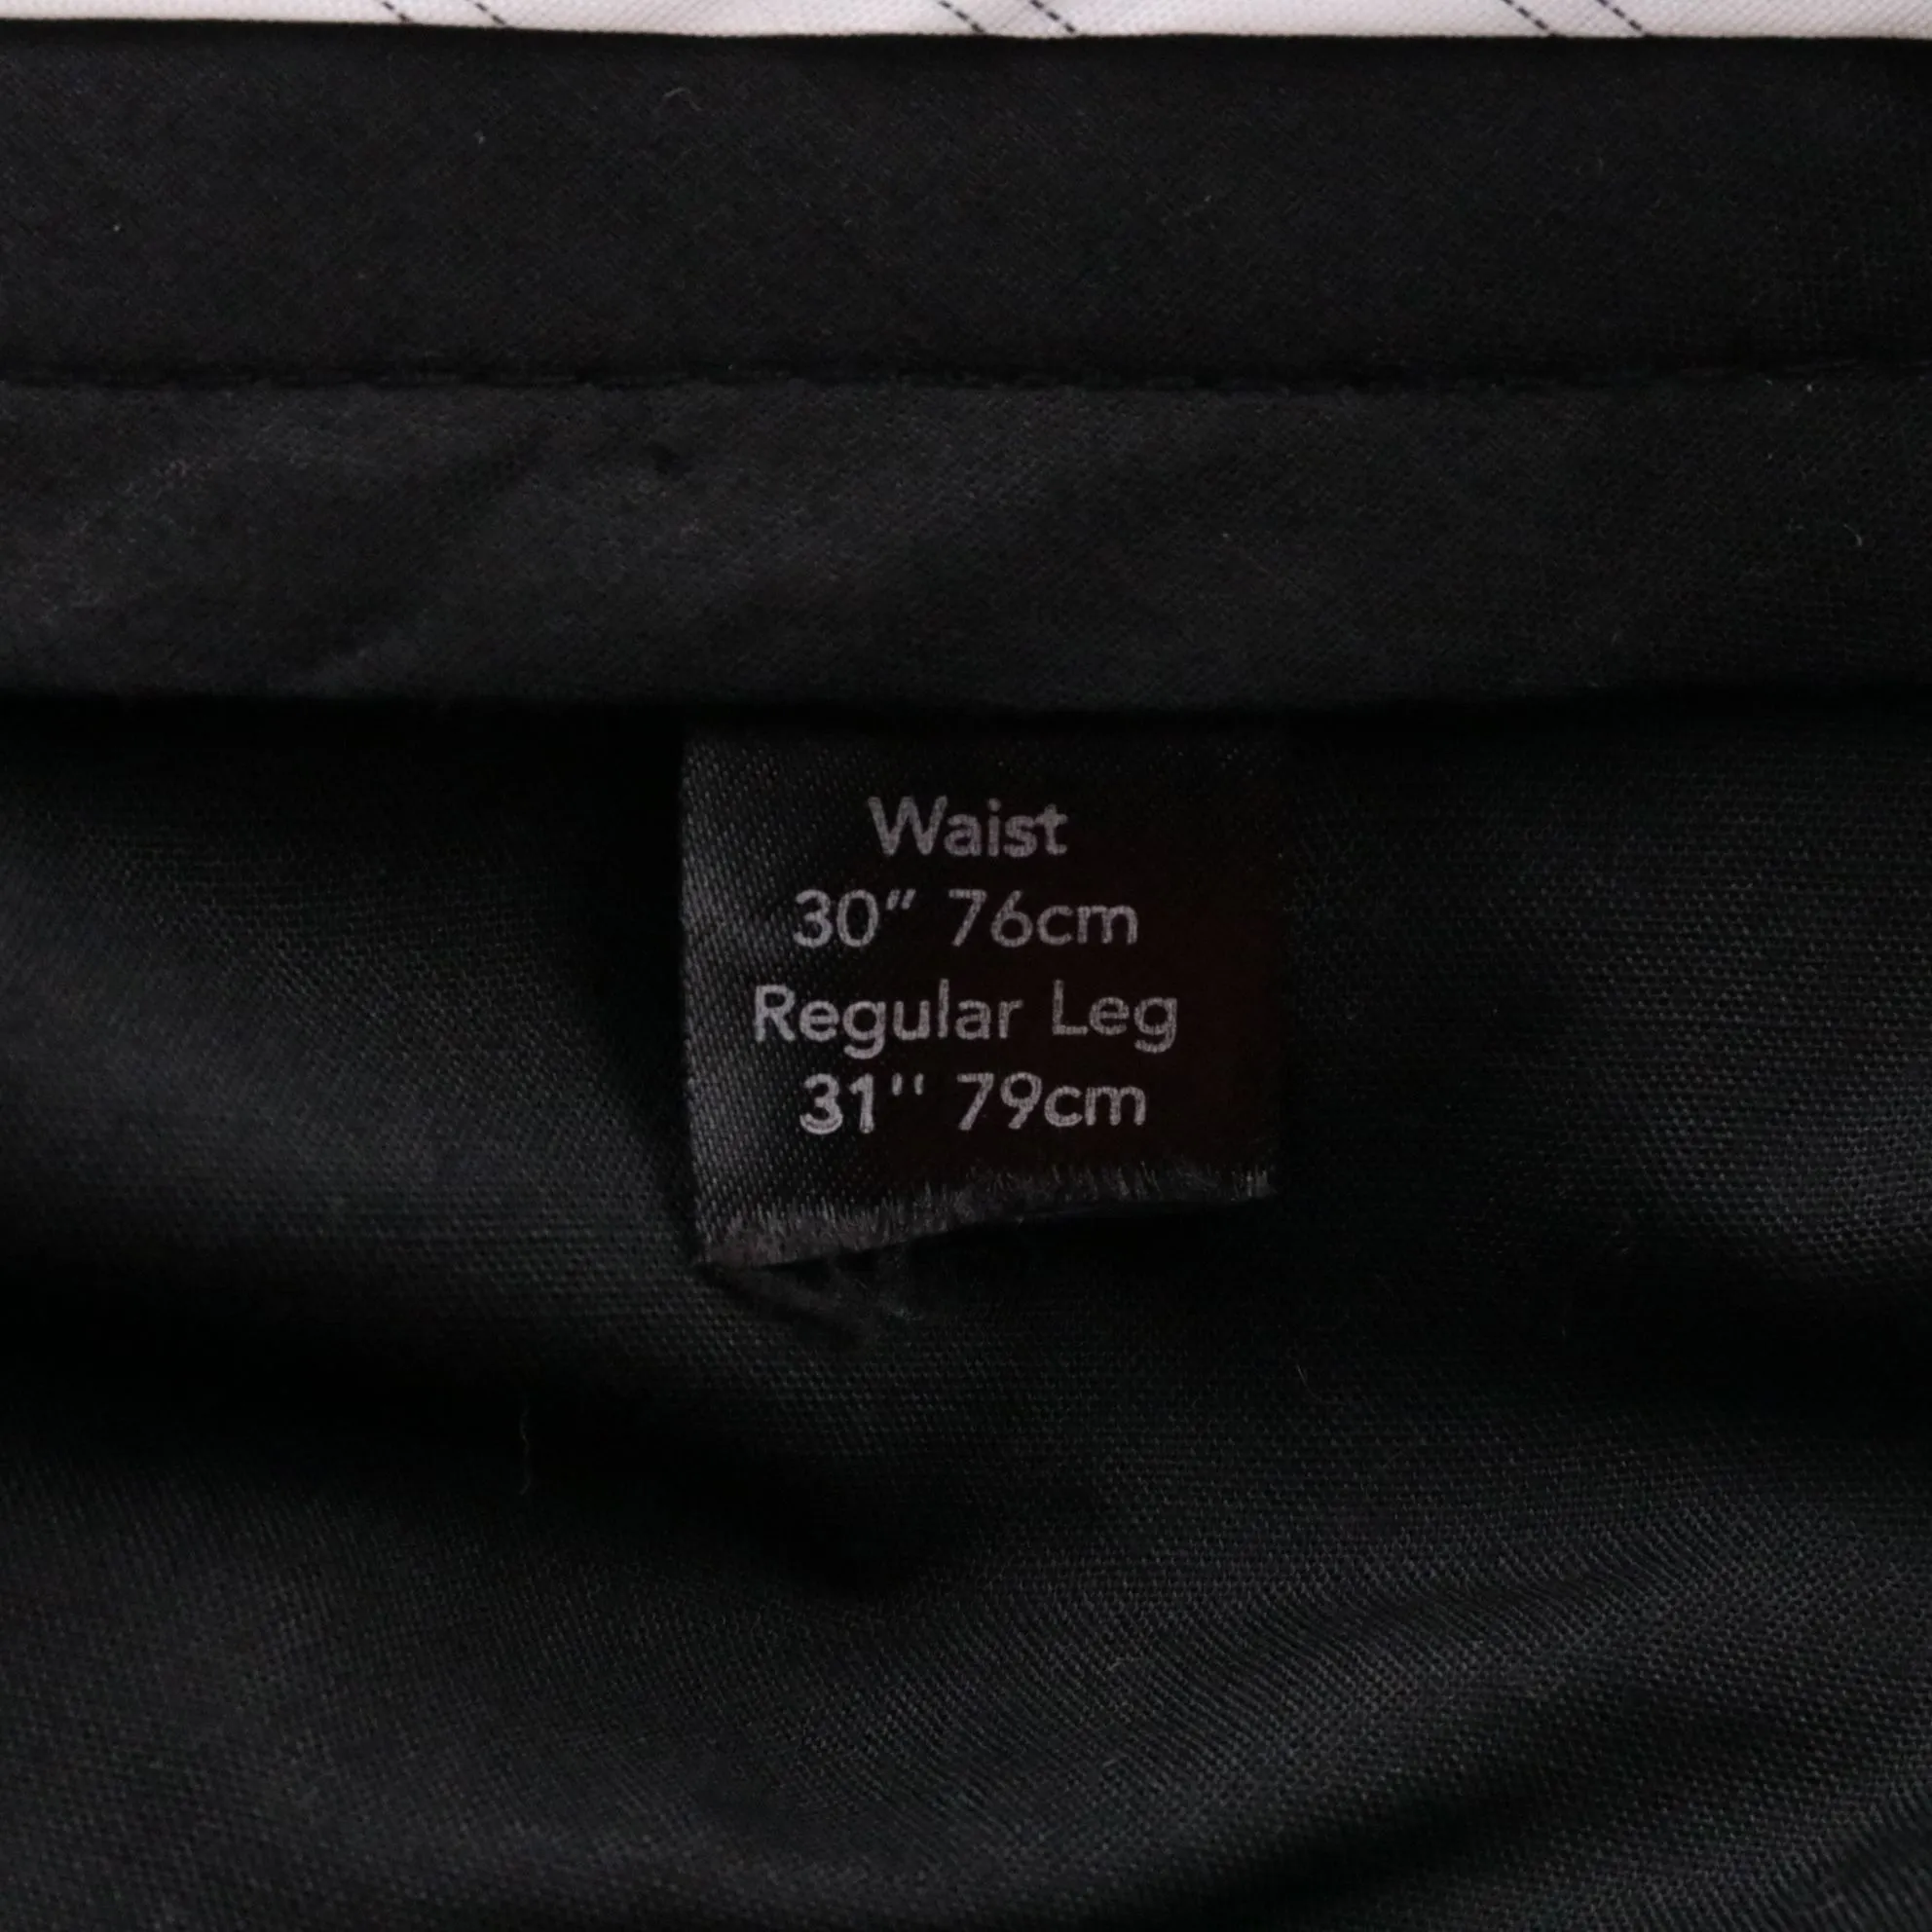 Waist
30” 76cm
Regular Leg
31'' 79cm